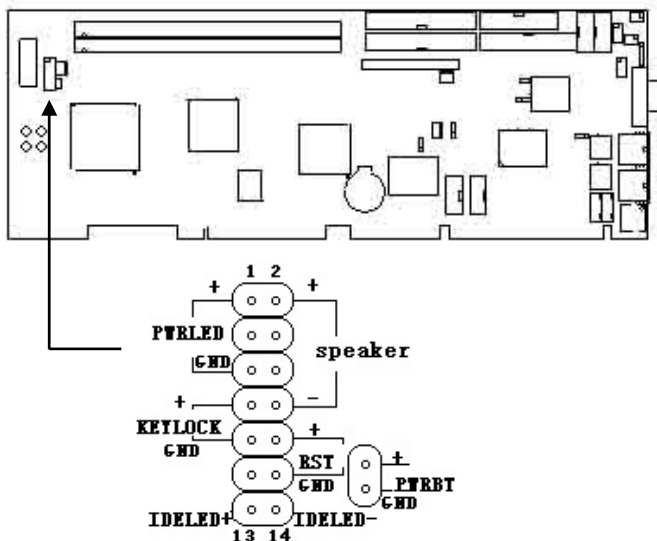 1 2
+ +
PWRLED
speaker
GND
+ -
KEYLOCK
+
GND
RST
+
GND
PWRBT
GND
IDELED+ IDELED-
13 14